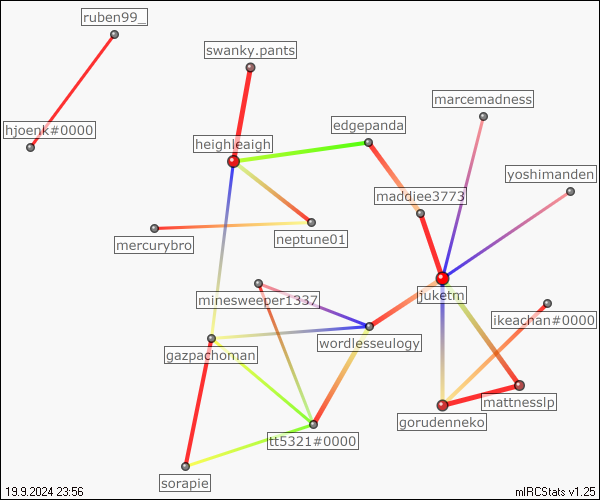 ruben99_
swanky.pants
marcemadness
hjoenk#0000
edgepanda
heighleaigh
yoshimanden
maddiee3773
mercurybro
neptune01
minesweeper1337
juketm
ikeachan#0000
wordlesseulogy
gazpachoman
mattnesslp
gorudenneko
tt5321#0000
sorapie
19.9.2024 23:56
mIRCStats v1.25